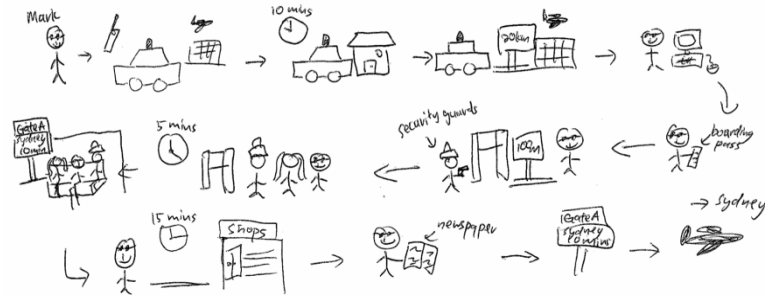 Mark
10 mins
20km
boarding
pass
security guards
100m
5 mins
Gate A
Sydney
10 min
15 mins
Shops
newspaper
Gate A
Sydney
10 mins
→ Sydney